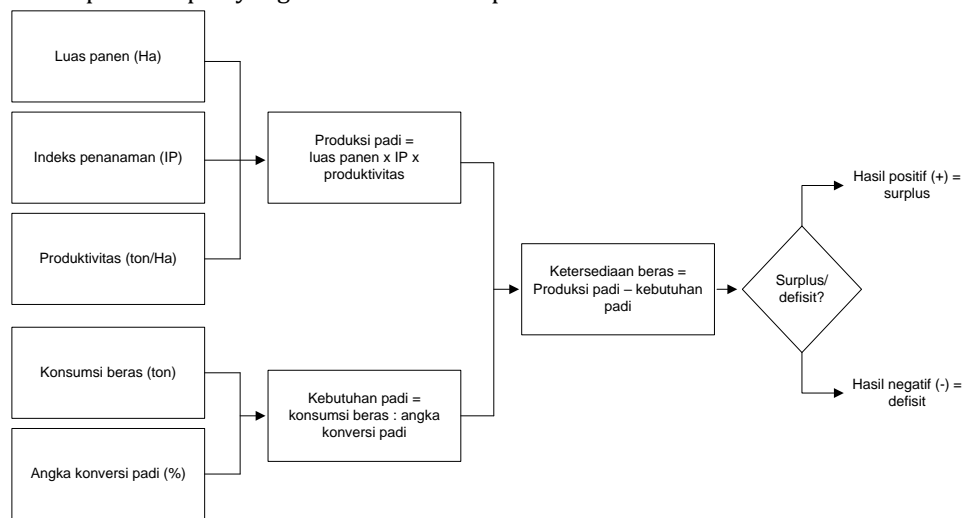 Luas panen (Ha)
Indeks penanaman (IP)
Produktivitas (ton/Ha)
Konsumsi beras (ton)
Angka konversi padi (%)
Produksi padi =
luas panen x IP x
produktivitas
Kebutuhan padi =
konsumsi beras : angka
konversi padi
Ketersediaan beras =
Produksi padi – kebutuhan
padi
Surplus/
defisit?
Hasil positif (+) =
surplus
Hasil negatif (-) =
defisit